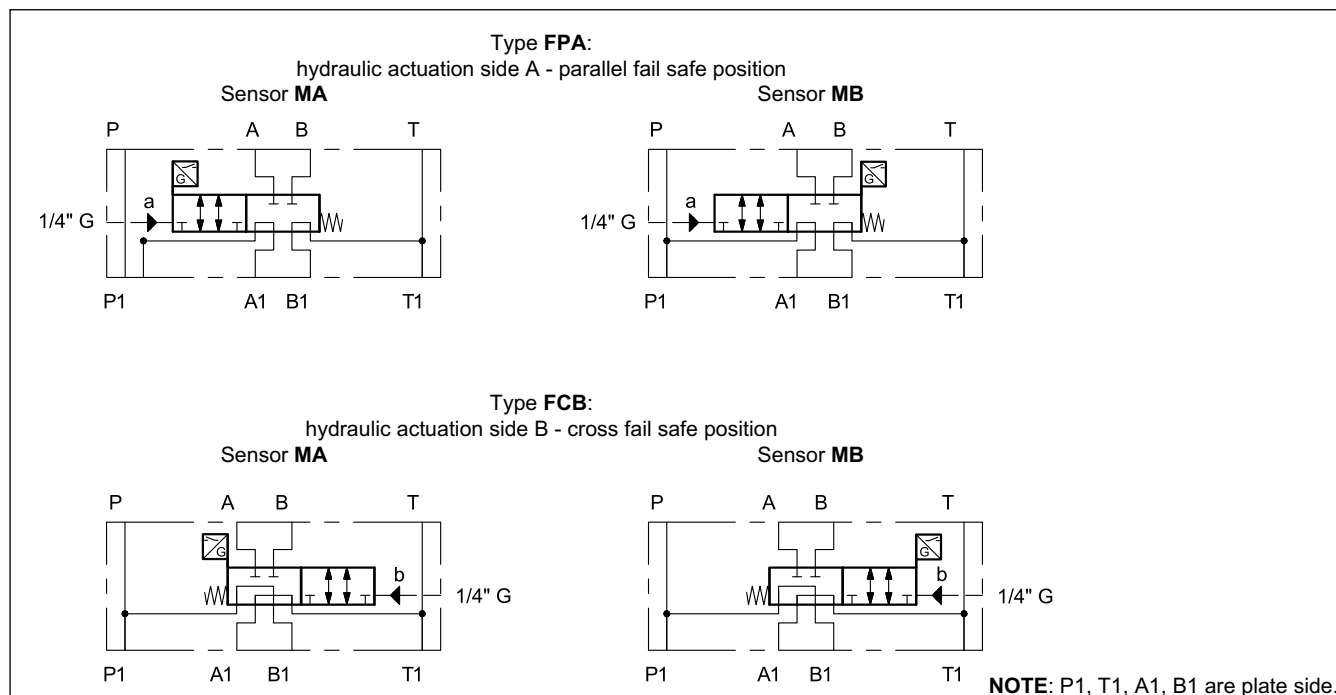 Type FPA:
hydraulic actuation side A - parallel fail safe position
Sensor MA
Sensor MB
P A B T
P A B T
G
G
a
a
1/4" G
1/4" G
P1 A1 B1 T1
P1 A1 B1 T1
Type FCB:
hydraulic actuation side B - cross fail safe position
Sensor MA
Sensor MB
P A B T
P A B T
G
G
b
b
1/4" G
1/4" G
P1 A1 B1 T1
P1 A1 B1 T1
NOTE: P1, T1, A1, B1 are plate side.